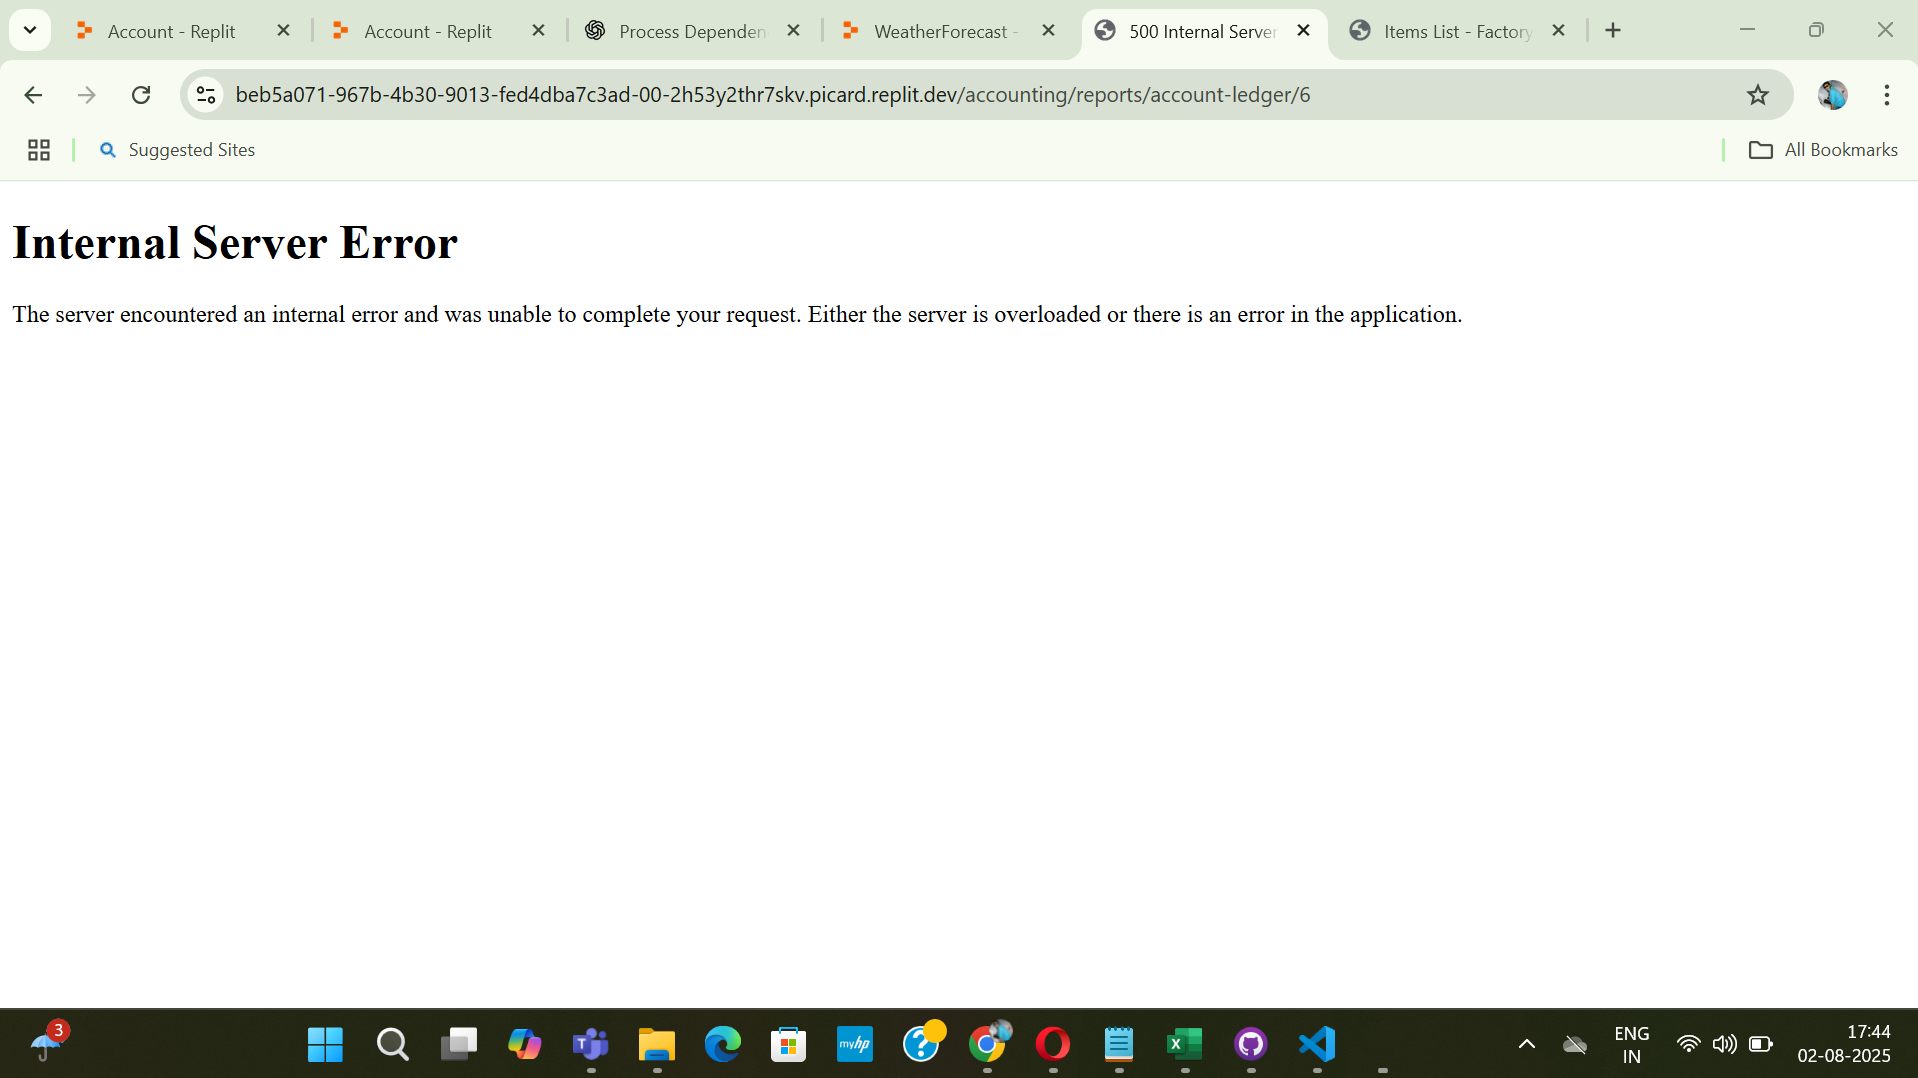 Account - Replit
Account - Replit
Process Dependen
WeatherForecast -
500 Internal Server
Items List - Factory
beb5a071-967b-4b30-9013-fed4dba7c3ad-00-2h53y2thr7skv.picard.replit.dev/accounting/reports/account-ledger/6
Suggested Sites
All Bookmarks
Internal Server Error
The server encountered an internal error and was unable to complete your request. Either the server is overloaded or there is an error in the application.
3
myhp
ENG
IN
17:44
02-08-2025